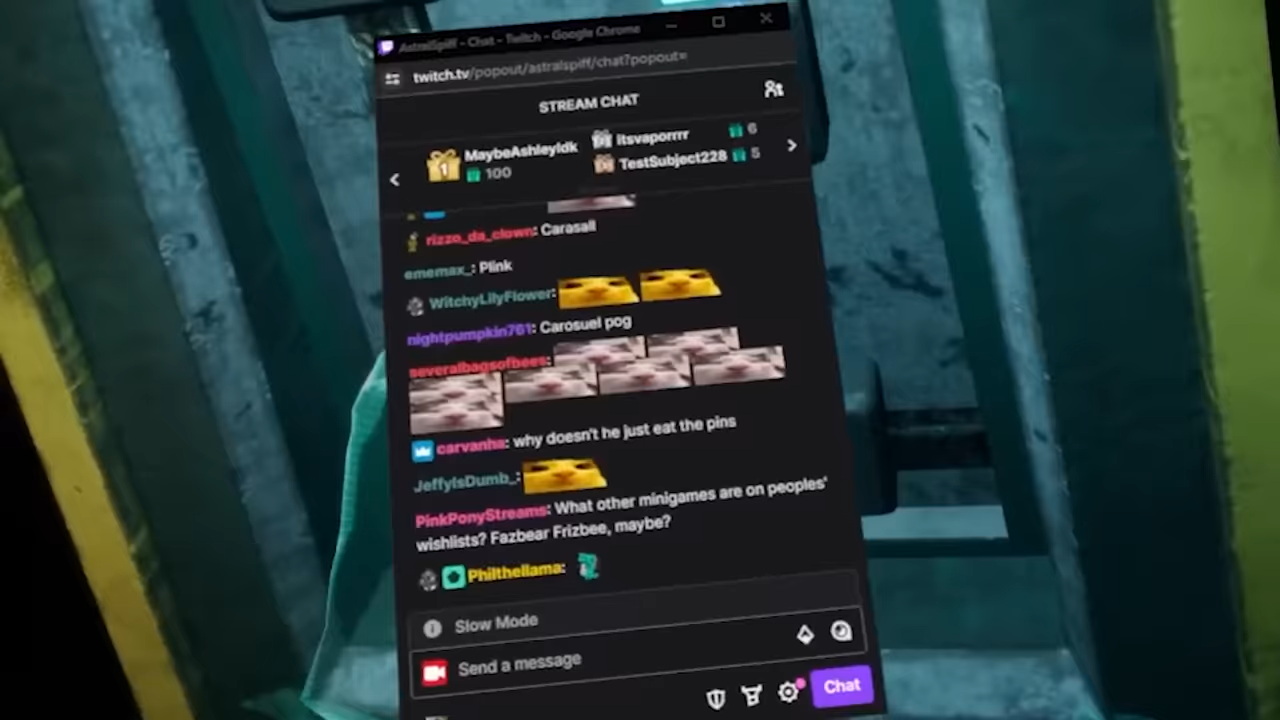 AstralSpiff - Chat - Twitch - Google Chrome
twitch.tv/popout/astralspiff/chat?popout=
STREAM CHAT
1 MaybeAshleyIdk
100
itsvaporrrr 6
TestSubject228 5
rizzo_da_clown: Carasall
ememax_: Plink
WitchyLilyFlower:
nightpumpkin761: Carosuel pog
severalbagsofbees:
carvanha: why doesn't he just eat the pins
JeffyIsDumb_:
PinkPonyStreams: What other minigames are on peoples'
wishlists? Fazbear Frizbee, maybe?
Philthellama:
Slow Mode
Send a message
Chat